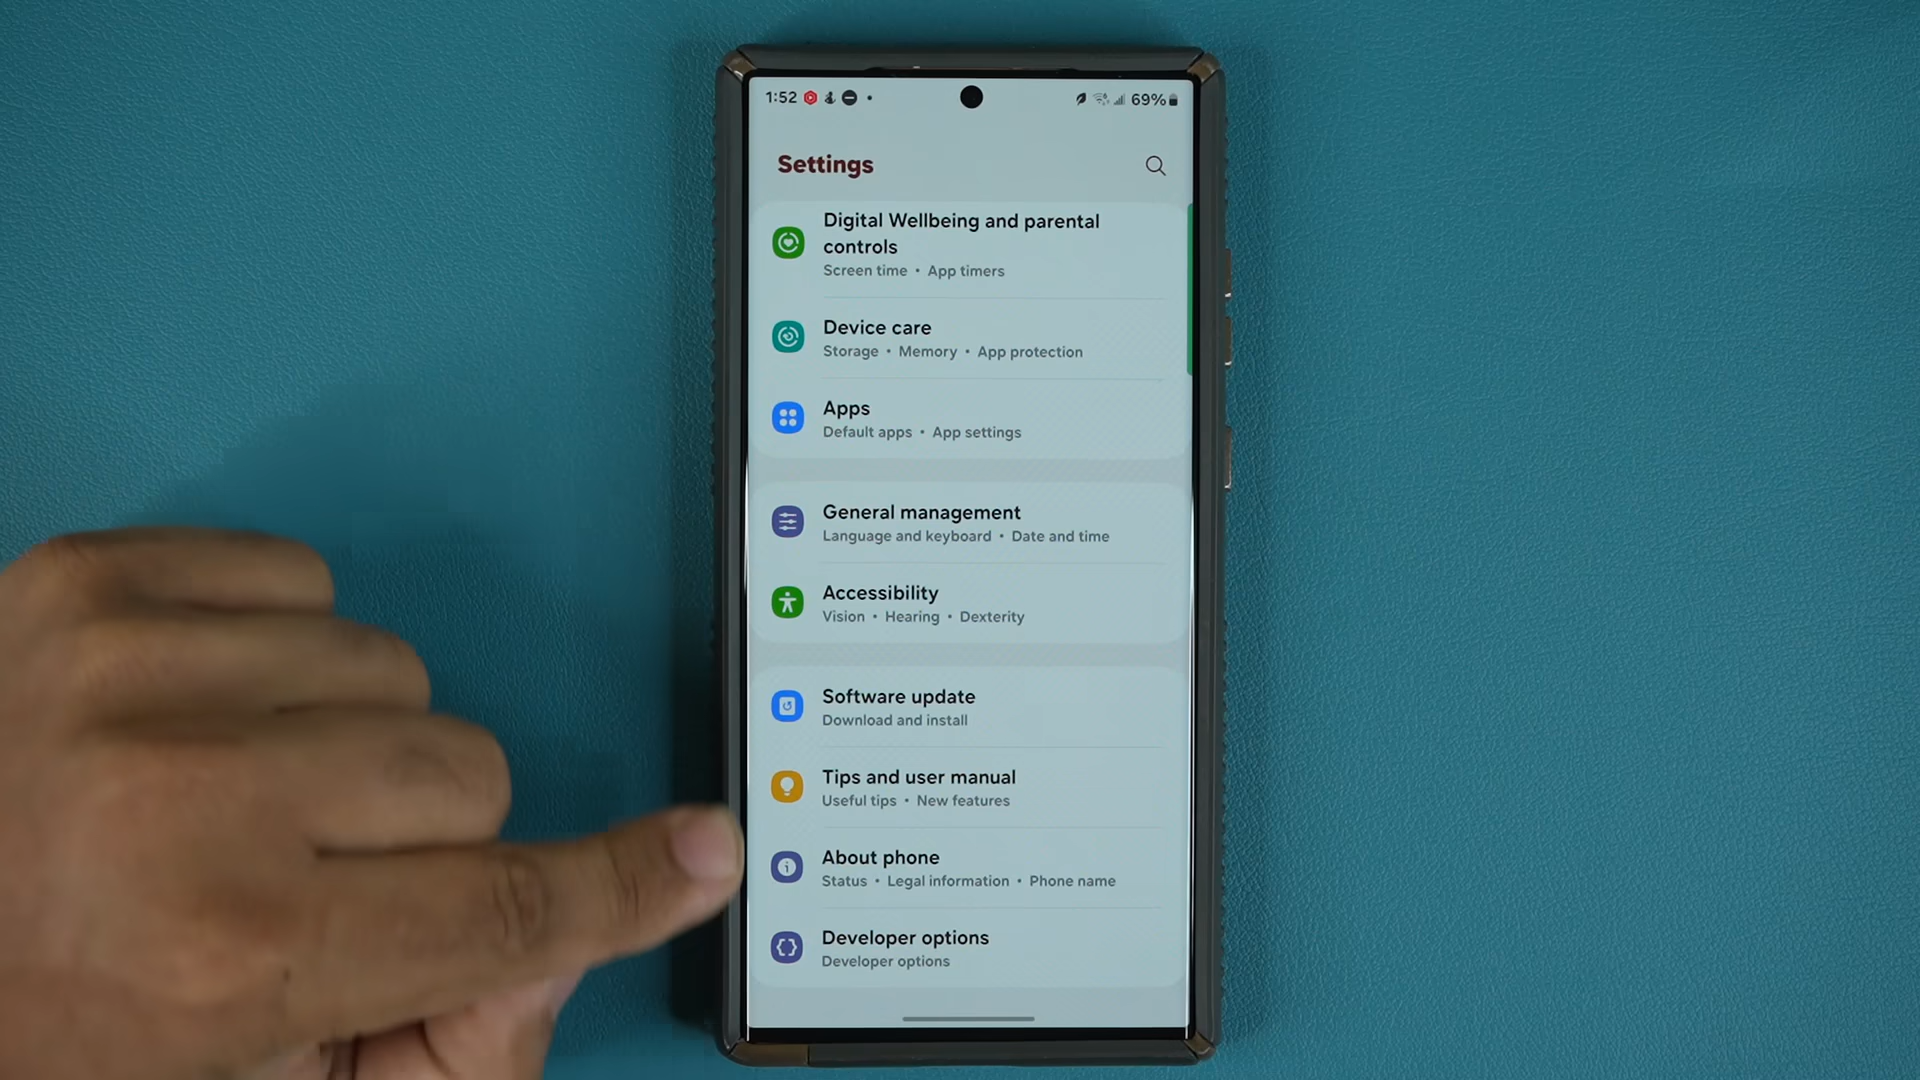 1:52
69%
Settings
Digital Wellbeing and parental
controls
Screen time • App timers
Device care
Storage • Memory • App protection
Apps
Default apps • App settings
General management
Language and keyboard • Date and time
Accessibility
Vision • Hearing • Dexterity
Software update
Download and install
Tips and user manual
Useful tips • New features
About phone
Status • Legal information • Phone name
Developer options
Developer options